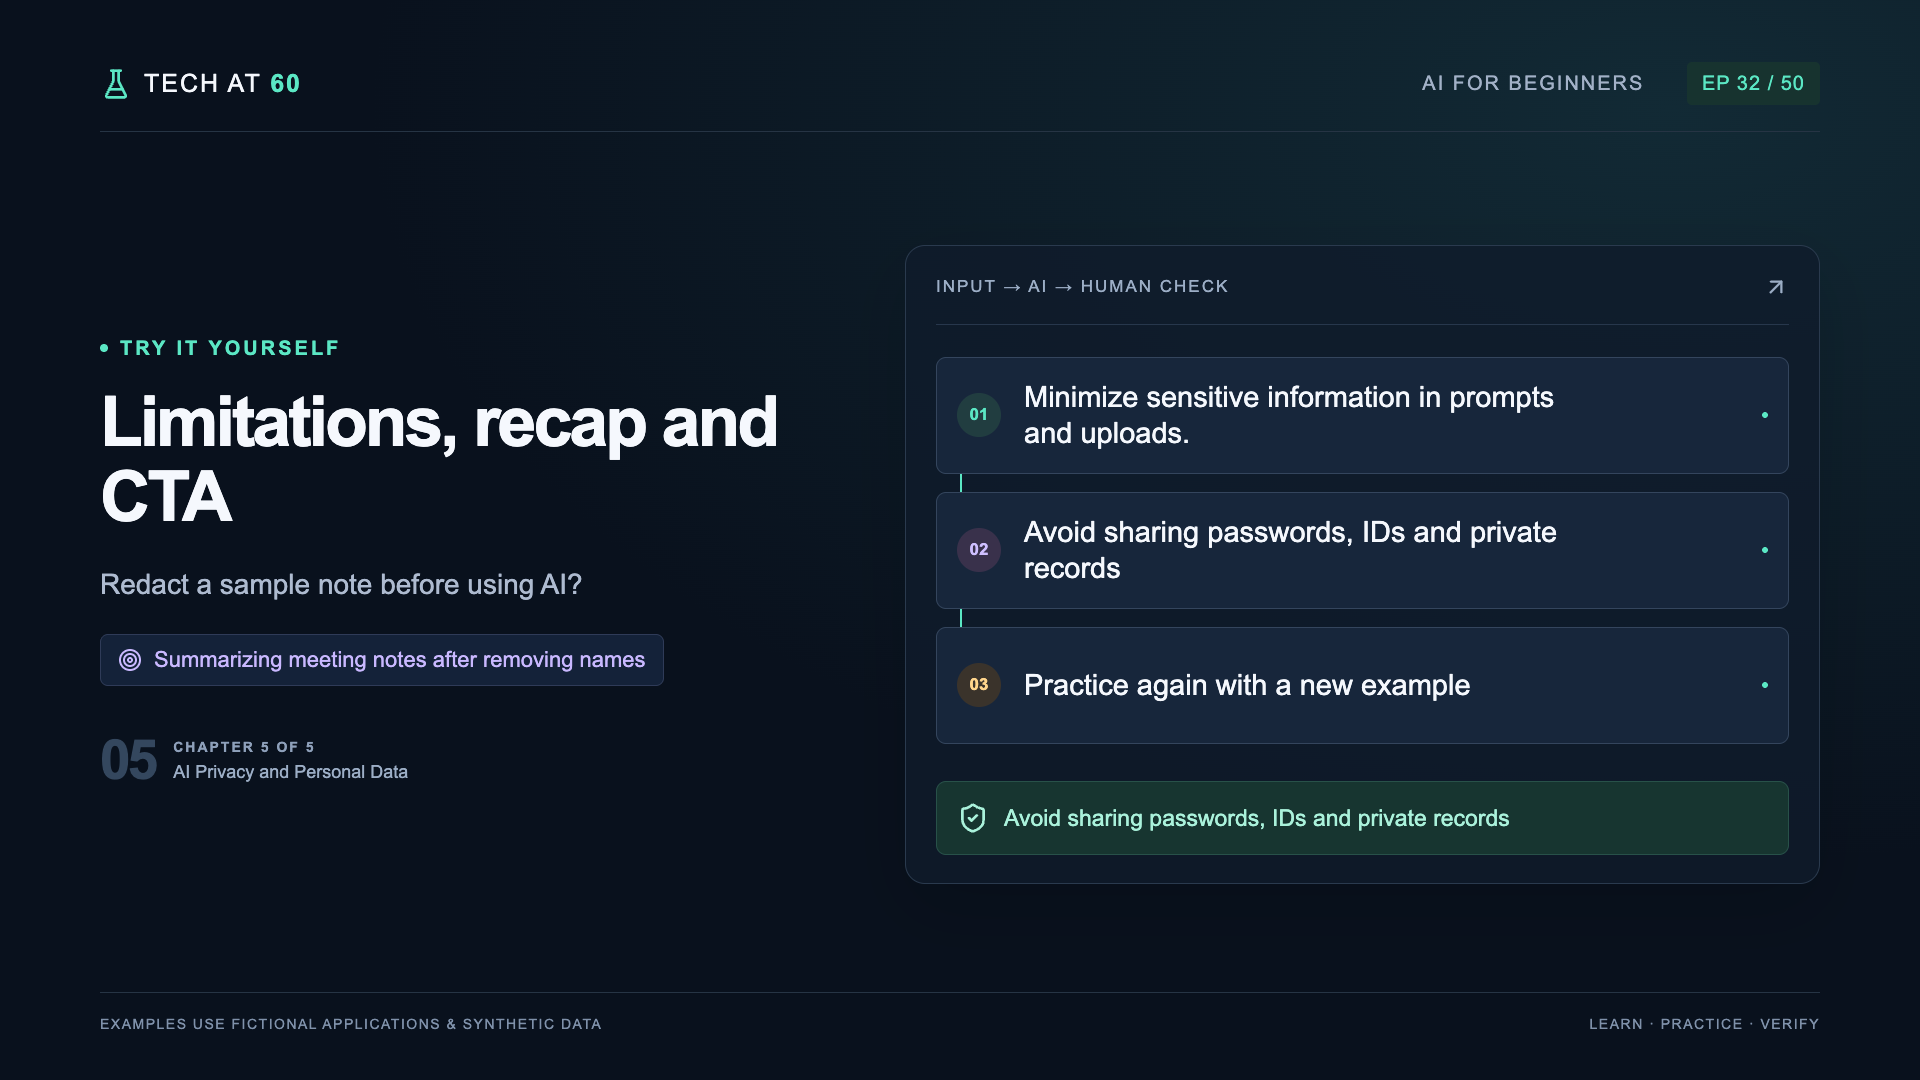 TECH AT 60
AI FOR BEGINNERS
EP 32 / 50
• TRY IT YOURSELF
Limitations, recap and
CTA
Redact a sample note before using AI?
Summarizing meeting notes after removing names
05
CHAPTER 5 OF 5
AI Privacy and Personal Data
INPUT → AI → HUMAN CHECK
01
Minimize sensitive information in prompts
and uploads.
02
Avoid sharing passwords, IDs and private
records
03
Practice again with a new example
Avoid sharing passwords, IDs and private records
EXAMPLES USE FICTIONAL APPLICATIONS & SYNTHETIC DATA
LEARN · PRACTICE · VERIFY